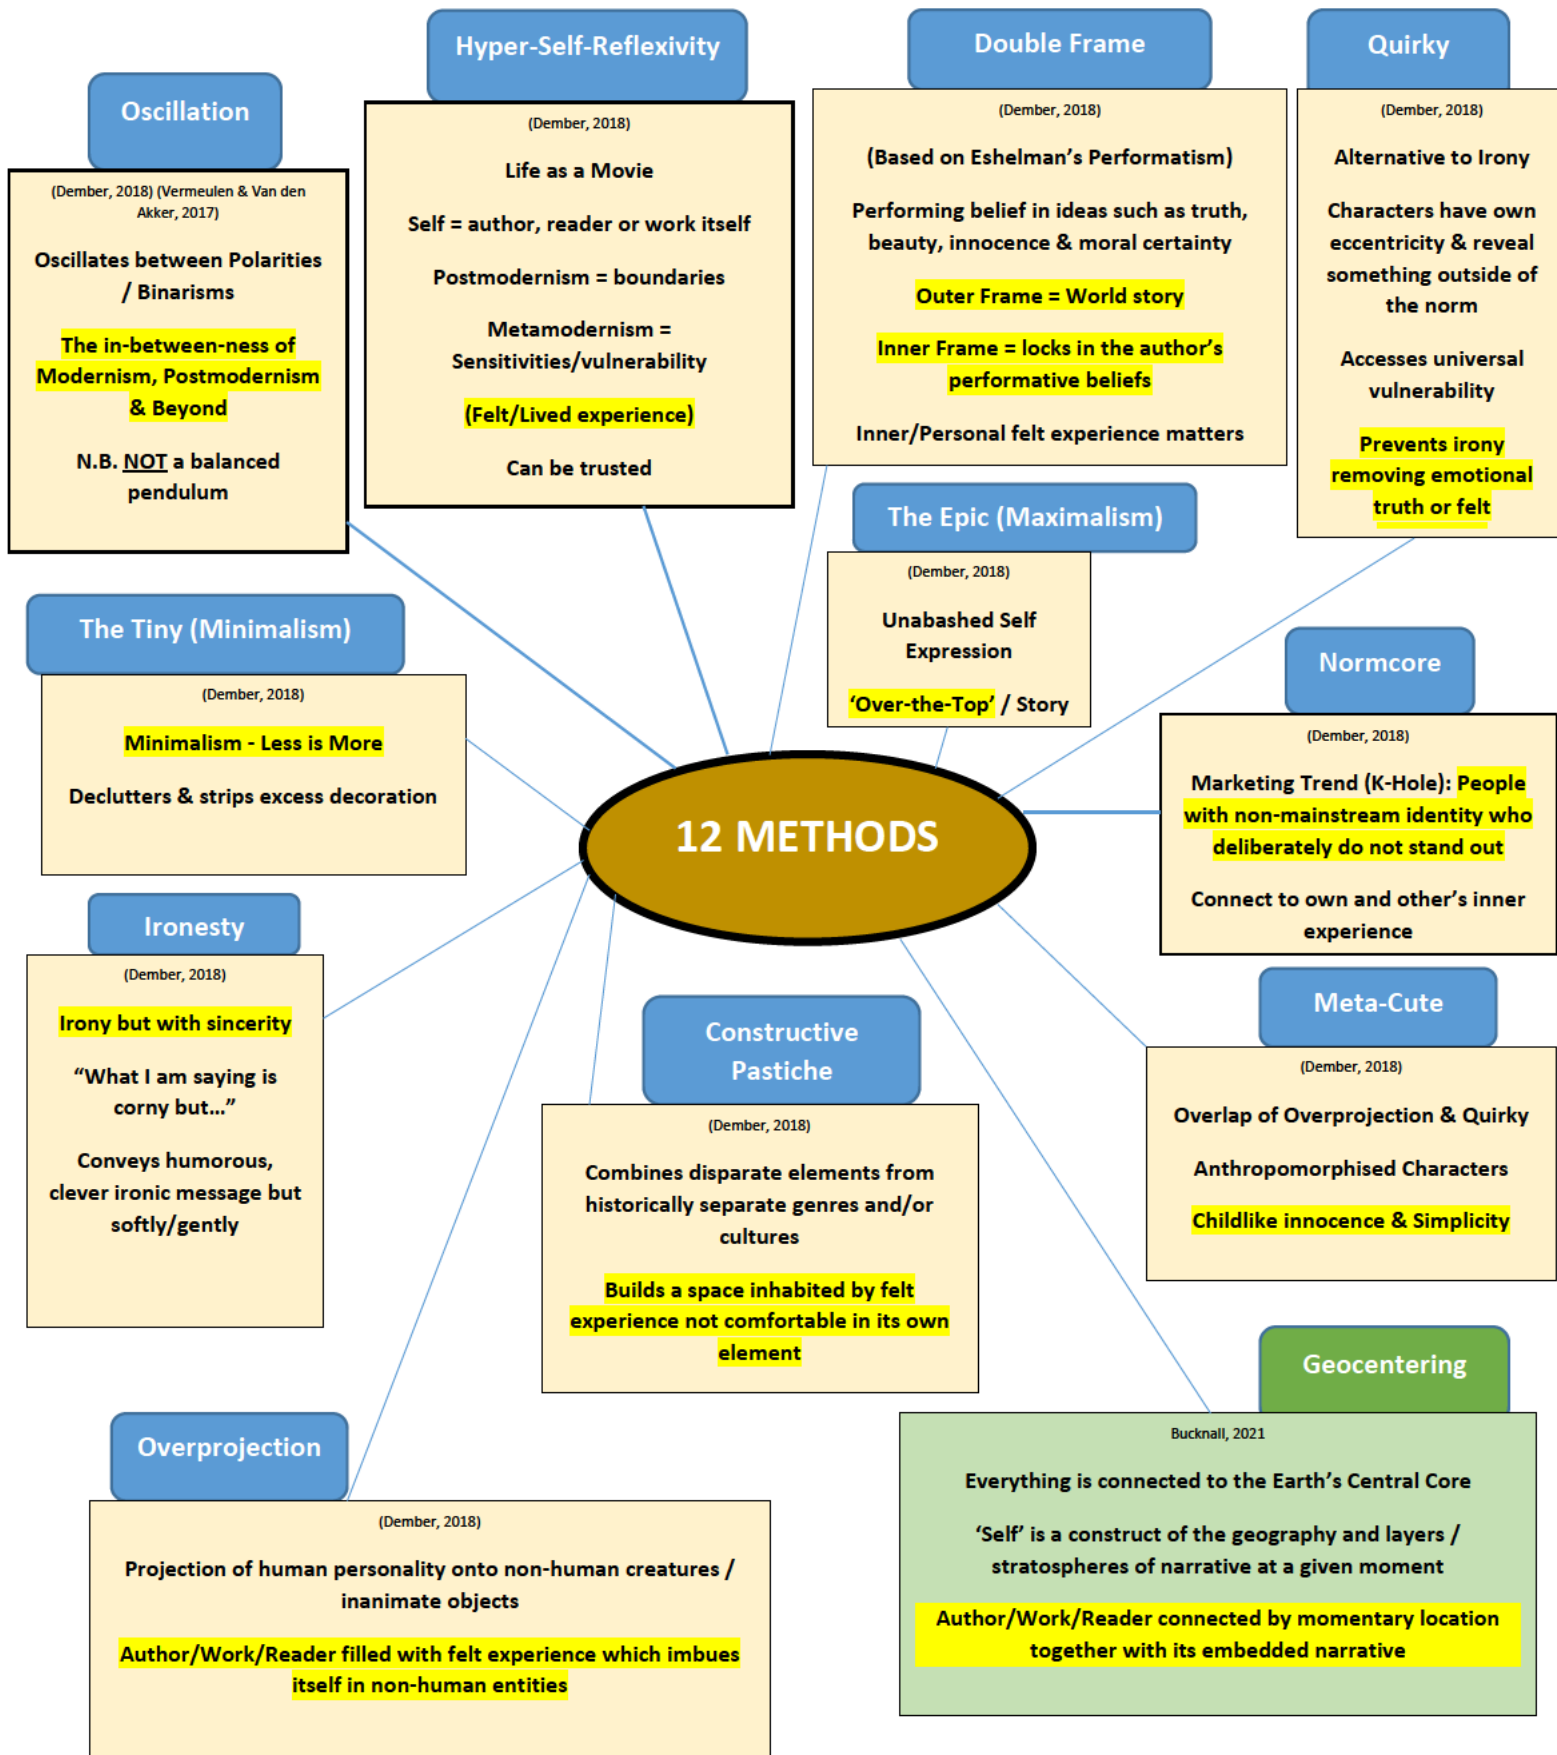 Hyper-Self-Reflexivity
(Dember, 2018)
Life as a Movie
Self = author, reader or work itself
Postmodernism = boundaries
Metamodernism =
Sensitivities/vulnerability
(Felt/Lived experience)
Can be trusted
Double Frame
(Dember, 2018)
(Based on Eshelman’s Performatism)
Performing belief in ideas such as truth,
beauty, innocence & moral certainty
Outer Frame = World story
Inner Frame = locks in the author’s
performative beliefs
Inner/Personal felt experience matters
Quirky
(Dember, 2018)
Alternative to Irony
Characters have own
eccentricity & reveal
something outside of
the norm
Accesses universal
vulnerability
Prevents irony
removing emotional
truth or felt
Oscillation
(Dember, 2018) (Vermeulen & Van den
Akker, 2017)
Oscillates between Polarities
/ Binarisms
The in-between-ness of
Modernism, Postmodernism
& Beyond
N.B. NOT a balanced
pendulum
The Epic (Maximalism)
(Dember, 2018)
Unabashed Self
Expression
‘Over-the-Top’ / Story
The Tiny (Minimalism)
(Dember, 2018)
Minimalism - Less is More
Declutters & strips excess decoration
Normcore
(Dember, 2018)
Marketing Trend (K-Hole): People
with non-mainstream identity who
deliberately do not stand out
Connect to own and other’s inner
experience
12 METHODS
Ironesty
(Dember, 2018)
Irony but with sincerity
“What I am saying is
corny but…”
Conveys humorous,
clever ironic message but
softly/gently
Constructive
Pastiche
(Dember, 2018)
Combines disparate elements from
historically separate genres and/or
cultures
Builds a space inhabited by felt
experience not comfortable in its own
element
Meta-Cute
(Dember, 2018)
Overlap of Overprojection & Quirky
Anthropomorphised Characters
Childlike innocence & Simplicity
Overprojection
(Dember, 2018)
Projection of human personality onto non-human creatures /
inanimate objects
Author/Work/Reader filled with felt experience which imbues
itself in non-human entities
Geocentering
Bucknall, 2021
Everything is connected to the Earth’s Central Core
‘Self’ is a construct of the geography and layers /
stratospheres of narrative at a given moment
Author/Work/Reader connected by momentary location
together with its embedded narrative